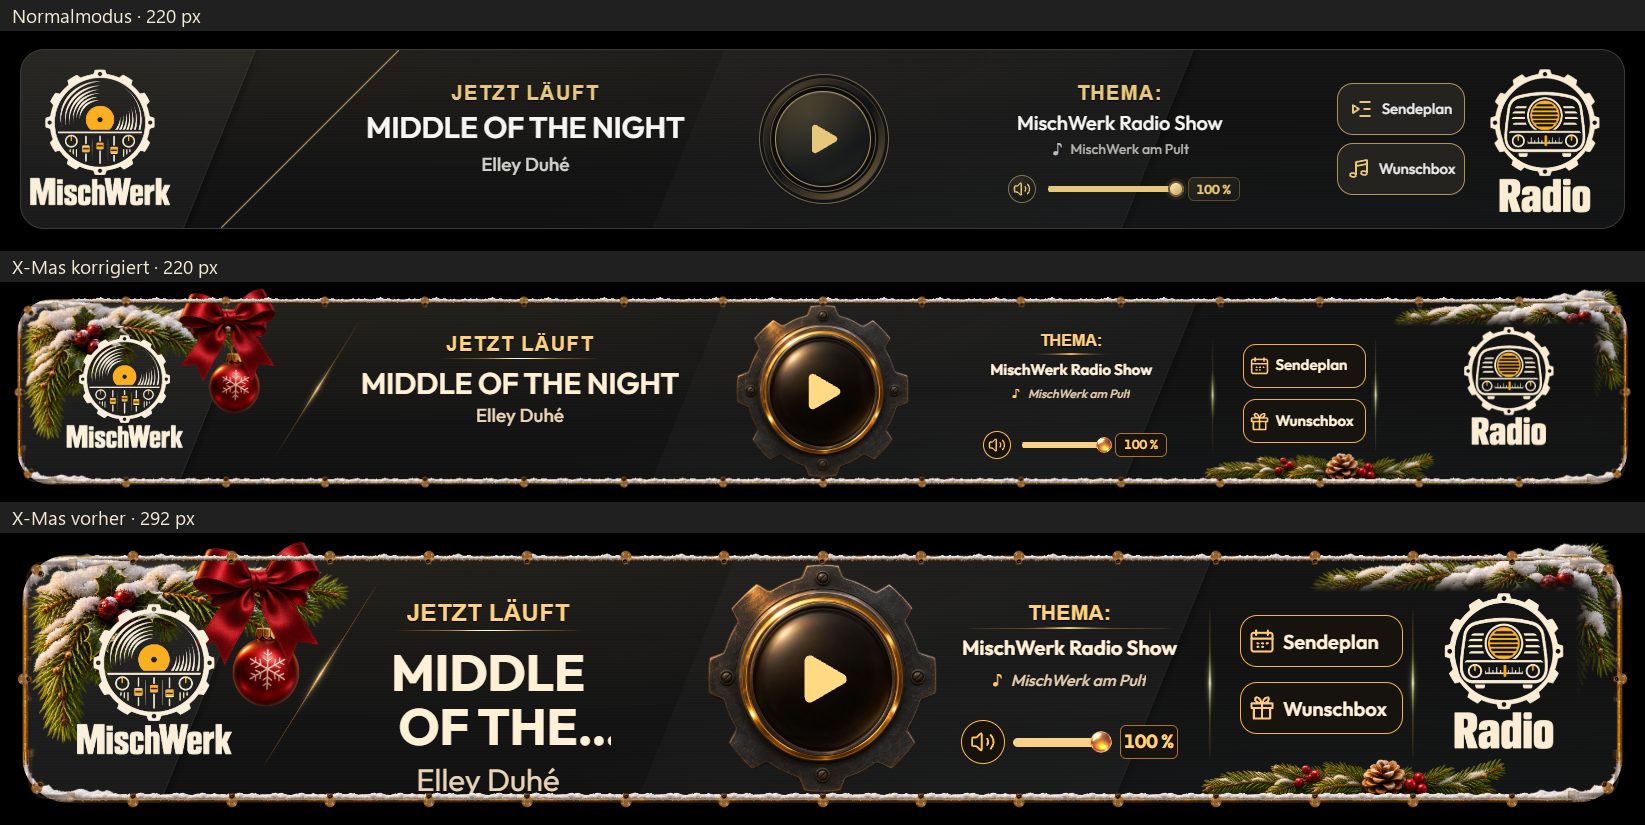 Normalmodus · 220 px
MischWerk
JETZT LÄUFT
MIDDLE OF THE NIGHT
Elley Duhé
THEMA:
MischWerk Radio Show
MischWerk am Pult
100 %
Sendeplan
Wunschbox
Radio
X-Mas korrigiert · 220 px
MischWerk
JETZT LÄUFT
MIDDLE OF THE NIGHT
Elley Duhé
THEMA:
MischWerk Radio Show
MischWerk am Pult
100 %
Sendeplan
Wunschbox
Radio
X-Mas vorher · 292 px
MischWerk
JETZT LÄUFT
MIDDLE
OF THE...
Elley Duhé
THEMA:
MischWerk Radio Show
MischWerk am Pult
100 %
Sendeplan
Wunschbox
Radio